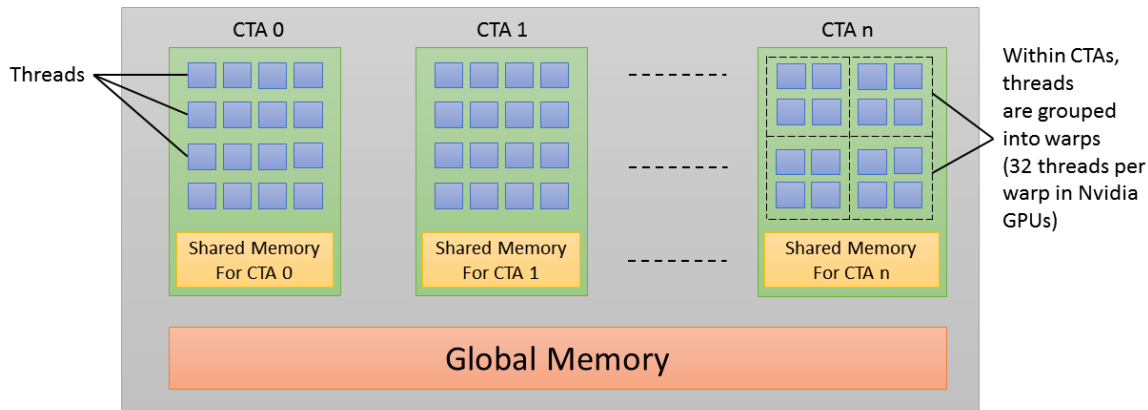 CTA 0
CTA 1
CTA n
Threads
Within CTAs,
threads
are grouped
into warps
(32 threads per
warp in Nvidia
GPUs)
Shared Memory
For CTA 0
Shared Memory
For CTA 1
Shared Memory
For CTA n
Global Memory